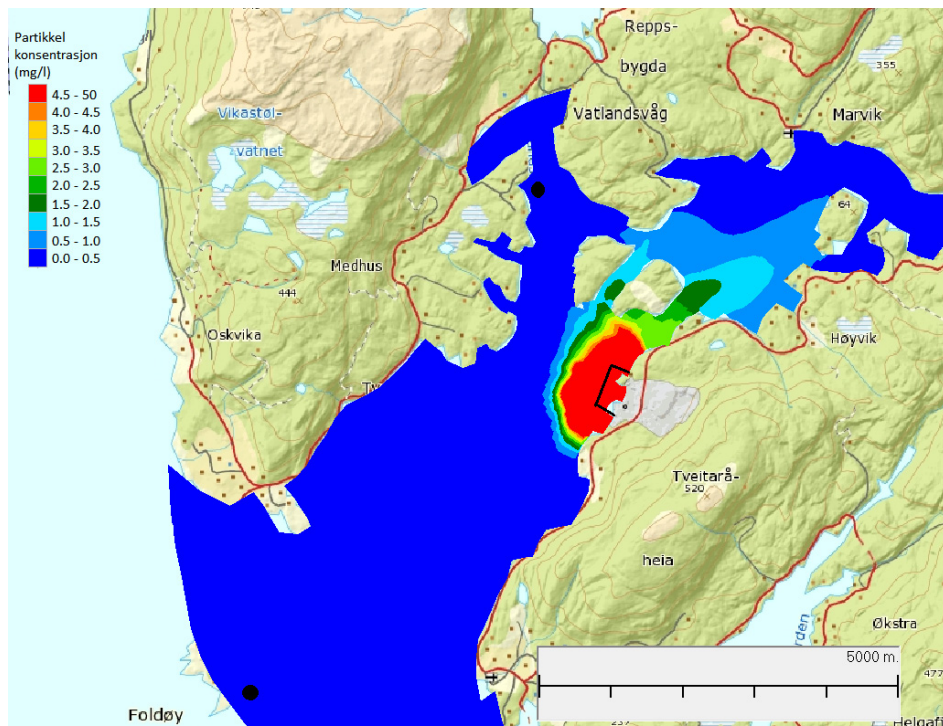 Partikkel
konsentrasjon
(mg/l)
4.5 - 50
4.0 - 4.5
3.5 - 4.0
3.0 - 3.5
2.5 - 3.0
2.0 - 2.5
1.5 - 2.0
1.0 - 1.5
0.5 - 1.0
0.0 - 0.5
Repps-
bygda
355
Vikastøl-
vatnet
Vatlandsvåg
Marvik
64
Medhus
444
Oskvika
Høyvik
Tveitarå-
520
heia
Økstra
5000 m.
477
Foldøy
237